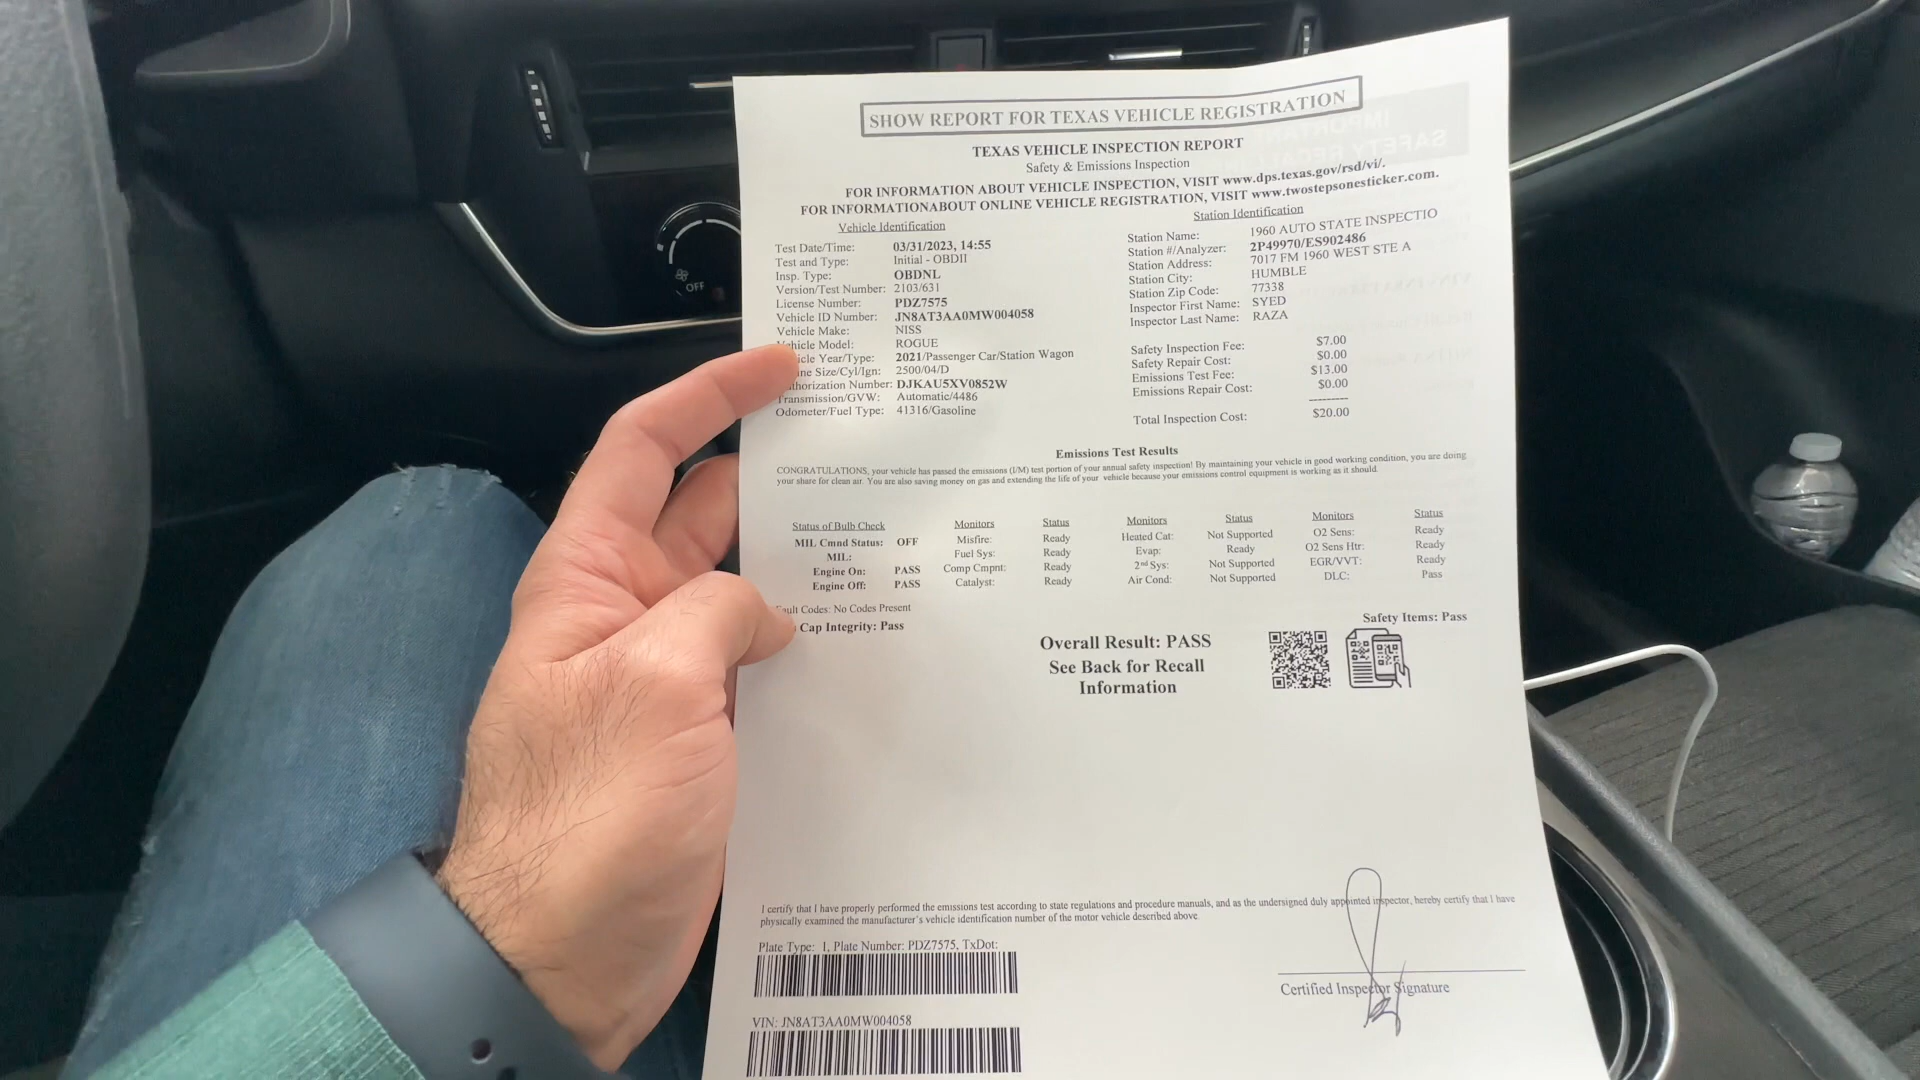 SHOW REPORT FOR TEXAS VEHICLE REGISTRATION
TEXAS VEHICLE INSPECTION REPORT
Safety & Emissions Inspection
FOR INFORMATION ABOUT VEHICLE INSPECTION, VISIT www.dps.texas.gov/rsd/vi/.
FOR INFORMATIONABOUT ONLINE VEHICLE REGISTRATION, VISIT www.twostepsonesticker.com.
Vehicle Identification
Test Date/Time: 03/31/2023, 14:55
Test and Type: Initial - OBDII
Insp. Type: OBDNL
Version/Test Number: 2103/631
License Number: PDZ7575
Vehicle ID Number: JN8AT3AA0MW004058
Vehicle Make: NISS
Vehicle Model: ROGUE
icle Year/Type: 2021/Passenger Car/Station Wagon
ne Size/Cyl/Ign: 2500/04/D
uthorization Number: DJKAU5XV0852W
Transmission/GVW: Automatic/4486
Odometer/Fuel Type: 41316/Gasoline
Station Identification
Station Name: 1960 AUTO STATE INSPECTIO
Station #/Analyzer: 2P49970/ES902486
Station Address: 7017 FM 1960 WEST STE A
Station City: HUMBLE
Station Zip Code: 77338
Inspector First Name: SYED
Inspector Last Name: RAZA
Safety Inspection Fee: $7.00
Safety Repair Cost: $0.00
Emissions Test Fee: $13.00
Emissions Repair Cost: $0.00
---------
Total Inspection Cost: $20.00
Emissions Test Results
CONGRATULATIONS, your vehicle has passed the emissions (I/M) test portion of your annual safety inspection! By maintaining your vehicle in good working condition, you are doing
your share for clean air. You are also saving money on gas and extending the life of your vehicle because your emissions control equipment is working as it should.
Status of Bulb Check
MIL Cmnd Status: OFF
MIL:
Engine On: PASS
Engine Off: PASS
Monitors Status
Misfire: Ready
Fuel Sys: Ready
Comp Cmpnt: Ready
Catalyst: Ready
Monitors Status
Heated Cat: Not Supported
Evap: Ready
2nd Sys: Not Supported
Air Cond: Not Supported
Monitors Status
O2 Sens: Ready
O2 Sens Htr: Ready
EGR/VVT: Ready
DLC: Pass
ault Codes: No Codes Present
Cap Integrity: Pass
Safety Items: Pass
Overall Result: PASS
See Back for Recall
Information
I certify that I have properly performed the emissions test according to state regulations and procedure manuals, and as the undersigned duly appointed inspector, hereby certify that I have
physically examined the manufacturer's vehicle identification number of the motor vehicle described above.
Plate Type: 1, Plate Number: PDZ7575, TxDot:
Certified Inspector Signature
VIN: JN8AT3AA0MW004058
OFF